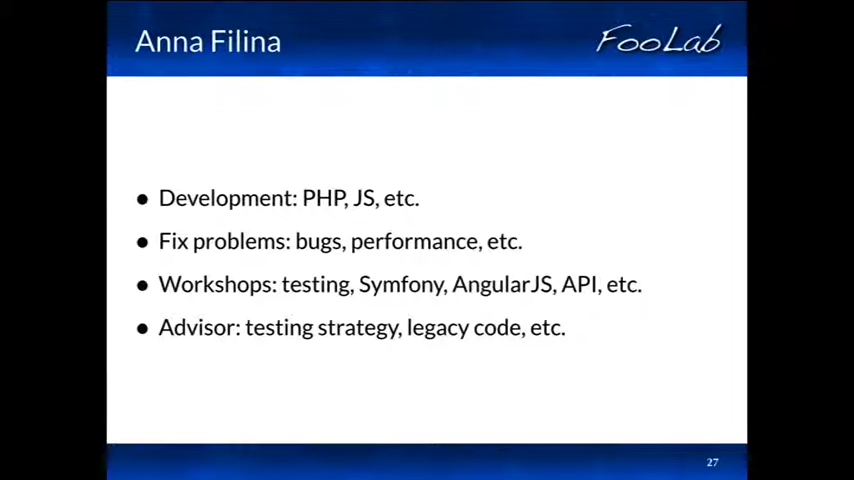 Anna Filina
FooLab
● Development: PHP, JS, etc.
● Fix problems: bugs, performance, etc.
● Workshops: testing, Symfony, AngularJS, API, etc.
● Advisor: testing strategy, legacy code, etc.
27